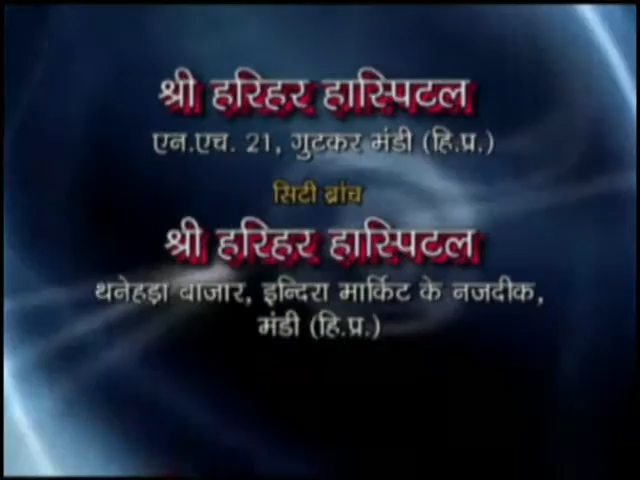 श्री हरिहर हास्पिटल
एन.एच. 21, गुटकर मंडी (हि.प्र.)
सिटी ब्रांच
श्री हरिहर हास्पिटल
थनेहड़ा बाजार, इन्दिरा मार्किट के नजदीक,
मंडी (हि.प्र.)